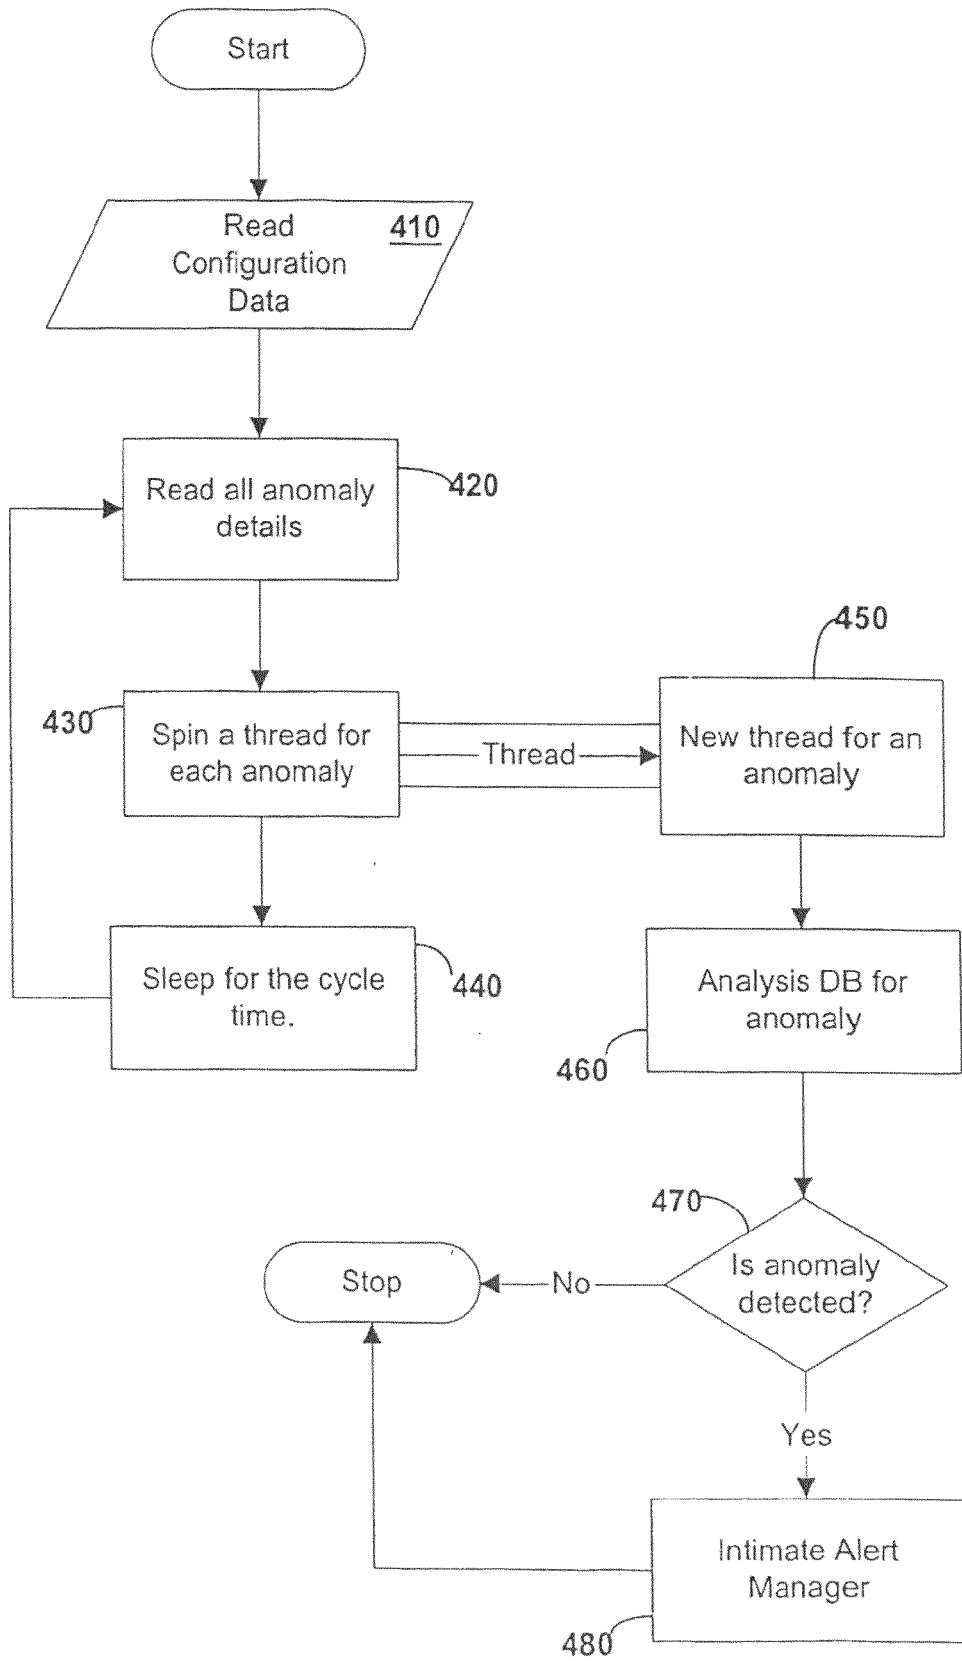 Start
Read
Configuration
Data
410
Read all anomaly
details
420
430
Spin a thread for
each anomaly
Thread
450
New thread for an
anomaly
Sleep for the cycle
time.
440
Analysis DB for
anomaly
460
470
Is anomaly
detected?
No
Stop
Yes
Intimate Alert
Manager
480